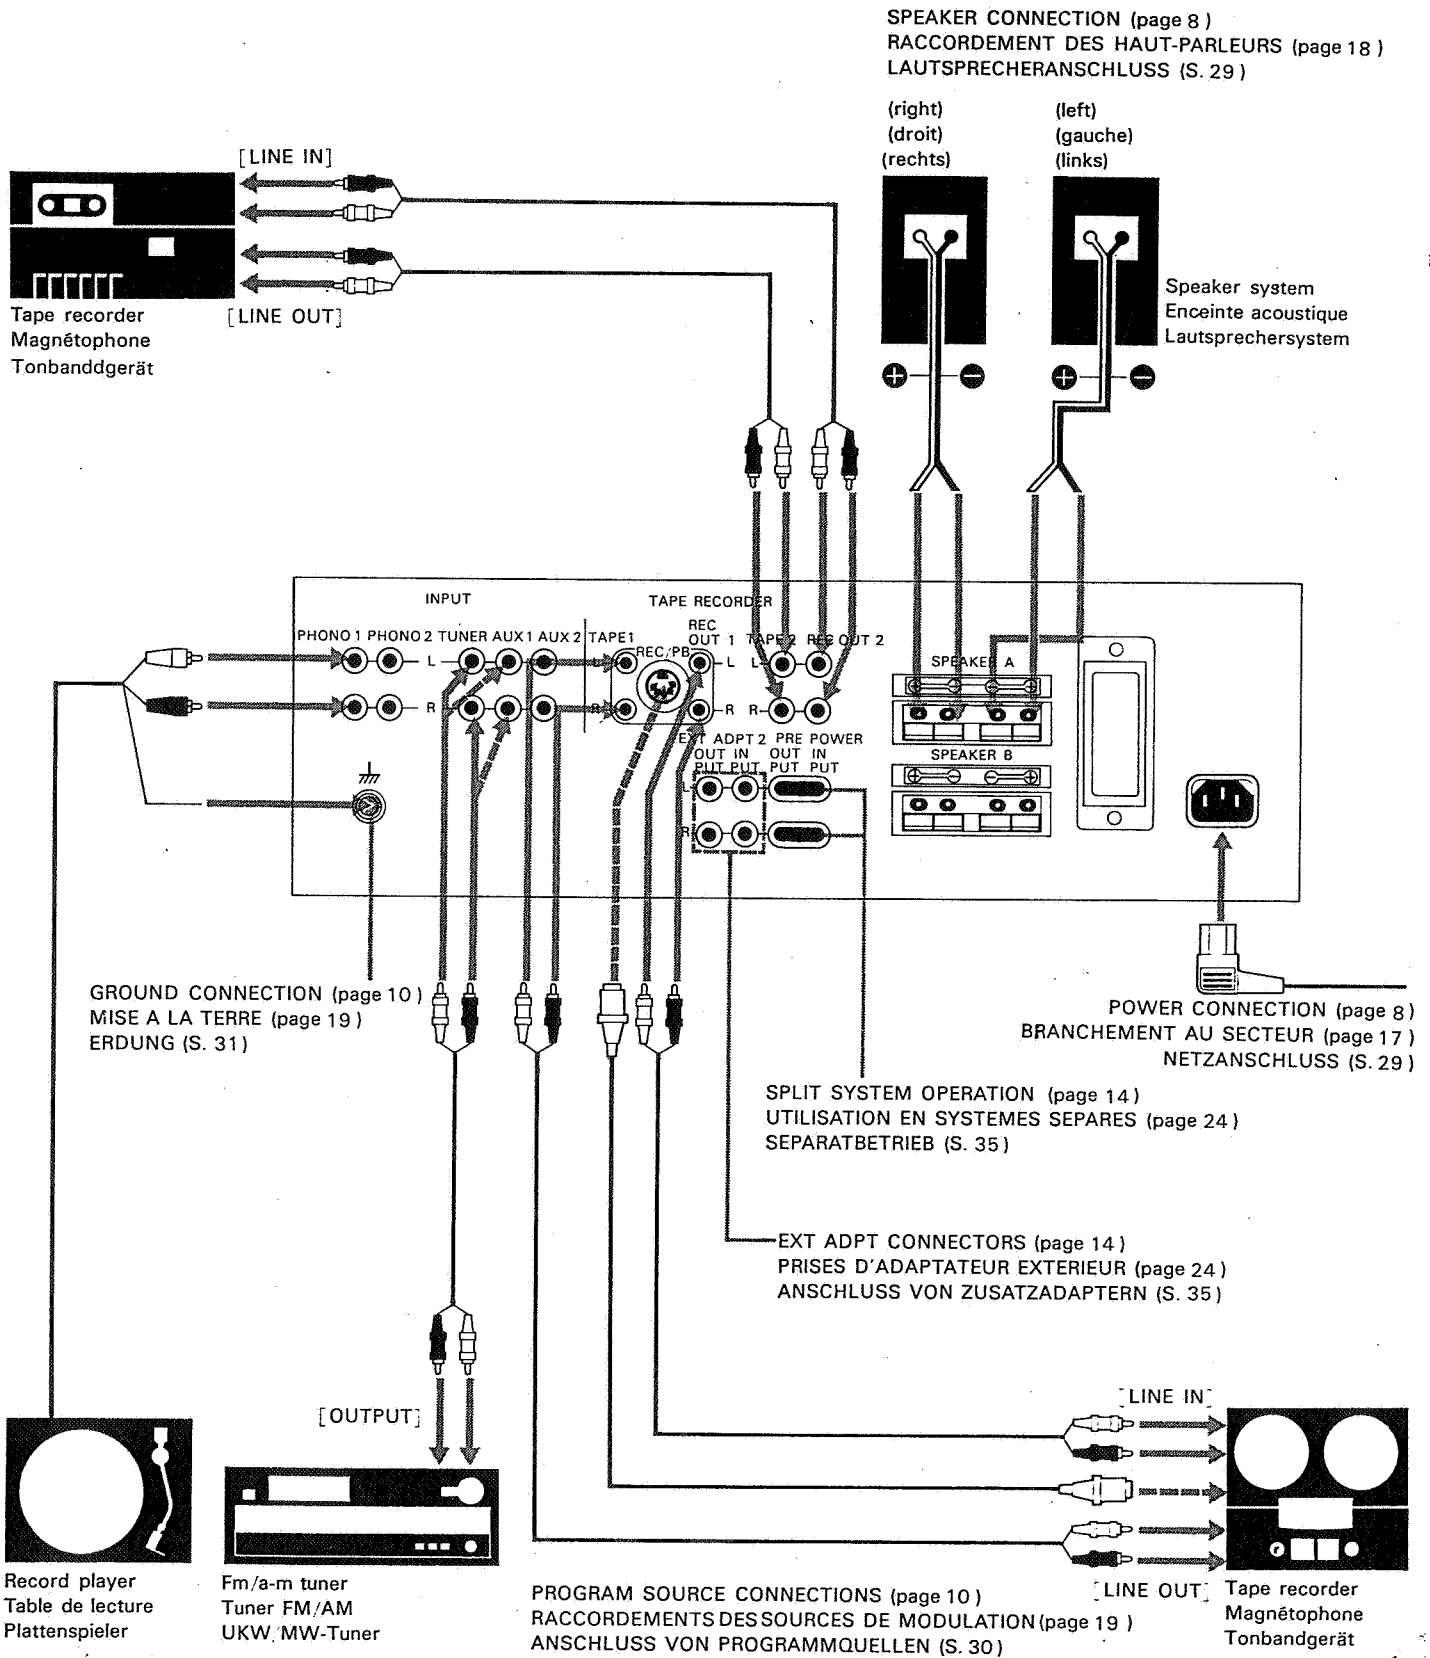 SPEAKER CONNECTION (page 8 )
RACCORDEMENT DES HAUT-PARLEURS (page 18 )
LAUTSPRECHERANSCHLUSS (S. 29 )
(right)
(droit)
(rechts)
(left)
(gauche)
(links)
[LINE IN]
[LINE OUT]
Tape recorder
Magnétophone
Tonbanddgerät
Speaker system
Enceinte acoustique
Lautsprechersystem
+ −
+ −
INPUT
TAPE RECORDER
PHONO 1 PHONO 2 TUNER AUX 1 AUX 2 TAPE 1
REC/PB
REC
OUT 1
TAPE 2
REC OUT 2
L L L L
R R R R
SPEAKER A
SPEAKER B
EXT ADPT 2 PRE POWER
OUT IN OUT IN
PUT PUT PUT PUT
L
R
GROUND CONNECTION (page 10 )
MISE A LA TERRE (page 19 )
ERDUNG (S. 31)
POWER CONNECTION (page 8 )
BRANCHEMENT AU SECTEUR (page 17 )
NETZANSCHLUSS (S. 29 )
SPLIT SYSTEM OPERATION (page 14 )
UTILISATION EN SYSTEMES SEPARES (page 24 )
SEPARATBETRIEB (S. 35 )
EXT ADPT CONNECTORS (page 14 )
PRISES D'ADAPTATEUR EXTERIEUR (page 24 )
ANSCHLUSS VON ZUSATZADAPTERN (S. 35 )
[OUTPUT]
[LINE IN]
[LINE OUT]
Record player
Table de lecture
Plattenspieler
Fm/a-m tuner
Tuner FM/AM
UKW/MW-Tuner
PROGRAM SOURCE CONNECTIONS (page 10 )
RACCORDEMENTS DES SOURCES DE MODULATION (page 19 )
ANSCHLUSS VON PROGRAMMQUELLEN (S. 30 )
Tape recorder
Magnétophone
Tonbandgerät